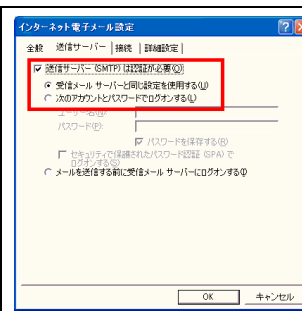 インターネット電子メール設定
全般 送信サーバー 接続 詳細設定
送信サーバー (SMTP) は認証が必要(O)
受信メール サーバーと同じ設定を使用する(U)
次のアカウントとパスワードでログオンする(L)
ユーザー名(N):
パスワード(P):
パスワードを保存する(R)
セキュリティで保護されたパスワード認証 (SPA) で
ログオンする(S)
メールを送信する前に受信メール サーバーにログオンする(I)
OK キャンセル